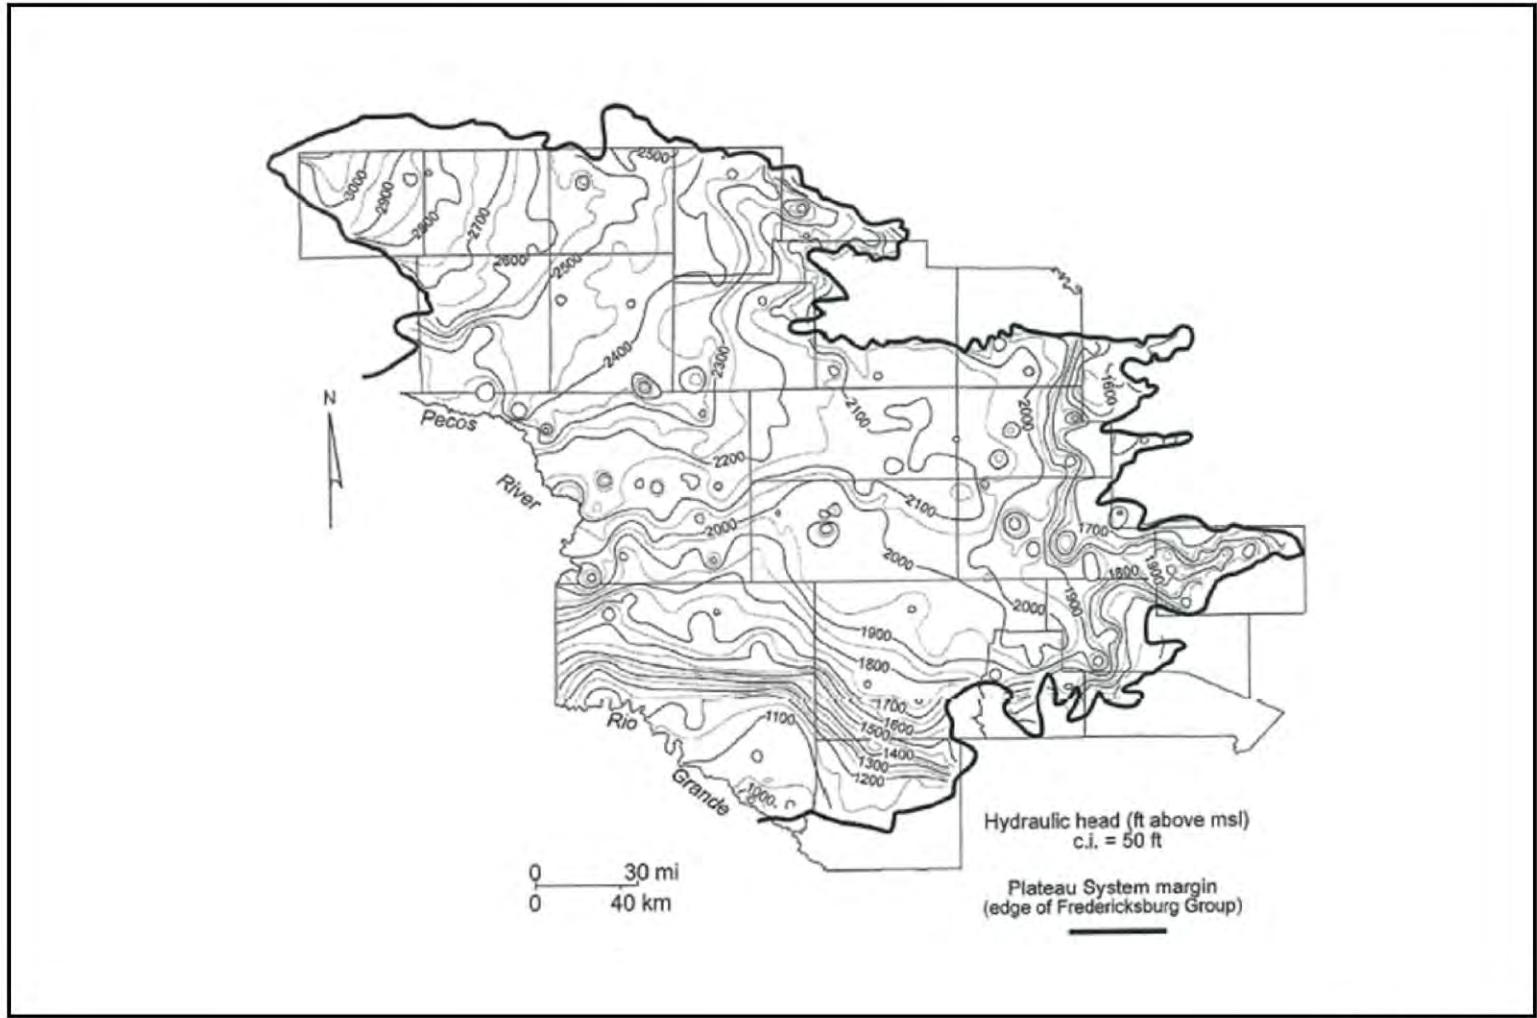 2500
3000
2900
2800
2700
2600
2500
2400
2300
1600
N
Pecos
2100
2000
2200
River
2100
2000
1700
2000
1800
1900
1900
2000
1900
1800
1700
Rio
1100
1600
1500
1400
1300
1200
Grande
1000
Hydraulic head (ft above msl)
c.i. = 50 ft
0 30 mi
0 40 km
Plateau System margin
(edge of Fredericksburg Group)